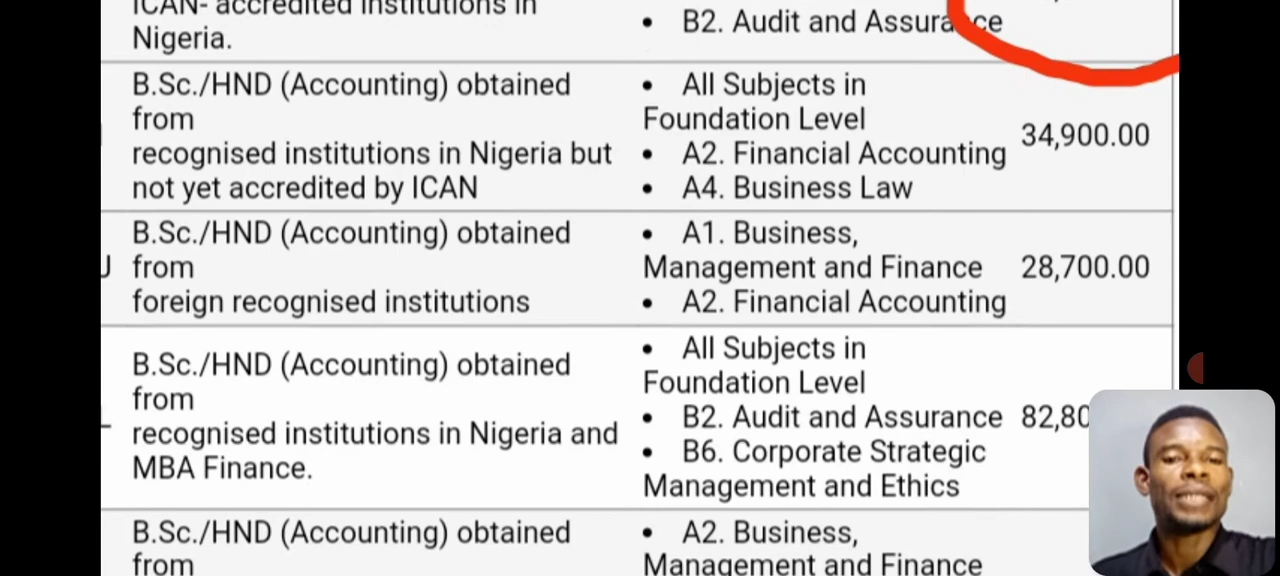 ICAN- accredited institutions in
Nigeria.
• B2. Audit and Assurance
B.Sc./HND (Accounting) obtained
from
recognised institutions in Nigeria but
not yet accredited by ICAN
• All Subjects in
Foundation Level
• A2. Financial Accounting
• A4. Business Law
34,900.00
J
B.Sc./HND (Accounting) obtained
from
foreign recognised institutions
• A1. Business,
Management and Finance
• A2. Financial Accounting
28,700.00
B.Sc./HND (Accounting) obtained
from
recognised institutions in Nigeria and
MBA Finance.
• All Subjects in
Foundation Level
• B2. Audit and Assurance
• B6. Corporate Strategic
Management and Ethics
82,80
B.Sc./HND (Accounting) obtained
from
• A2. Business,
Management and Finance